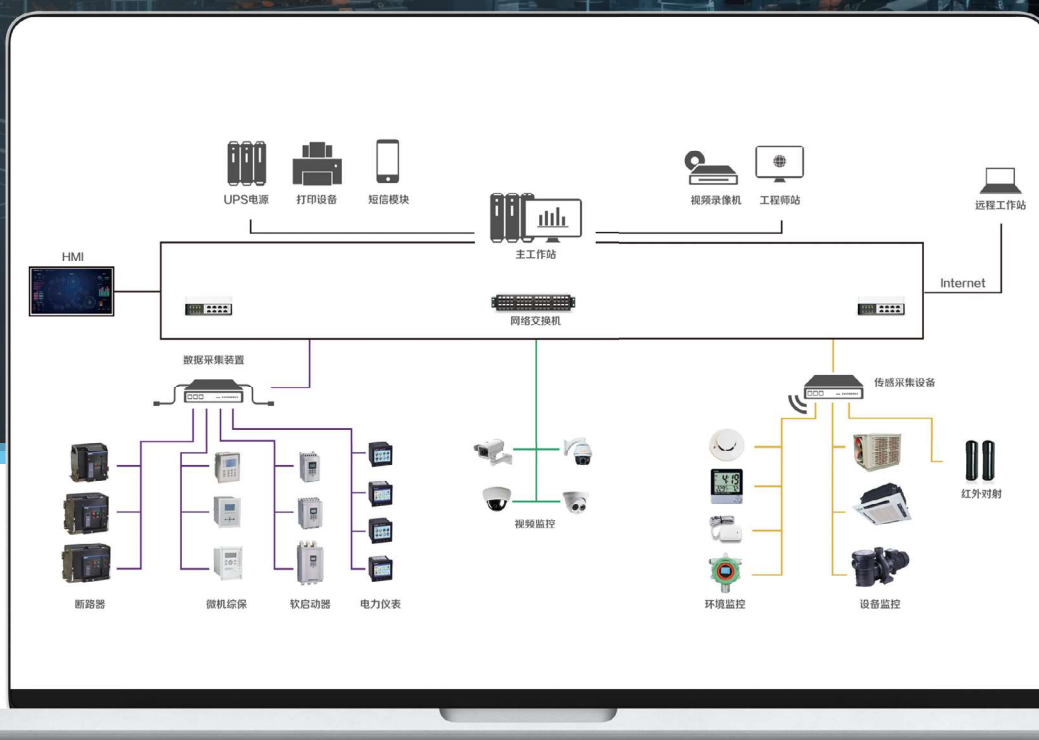 UPS电源
打印设备
短信模块
视频录像机
工程师站
远程工作站
主工作站
HMI
Internet
网络交换机
数据采集装置
传感采集设备
红外对射
视频监控
断路器
微机综保
软启动器
电力仪表
环境监控
设备监控